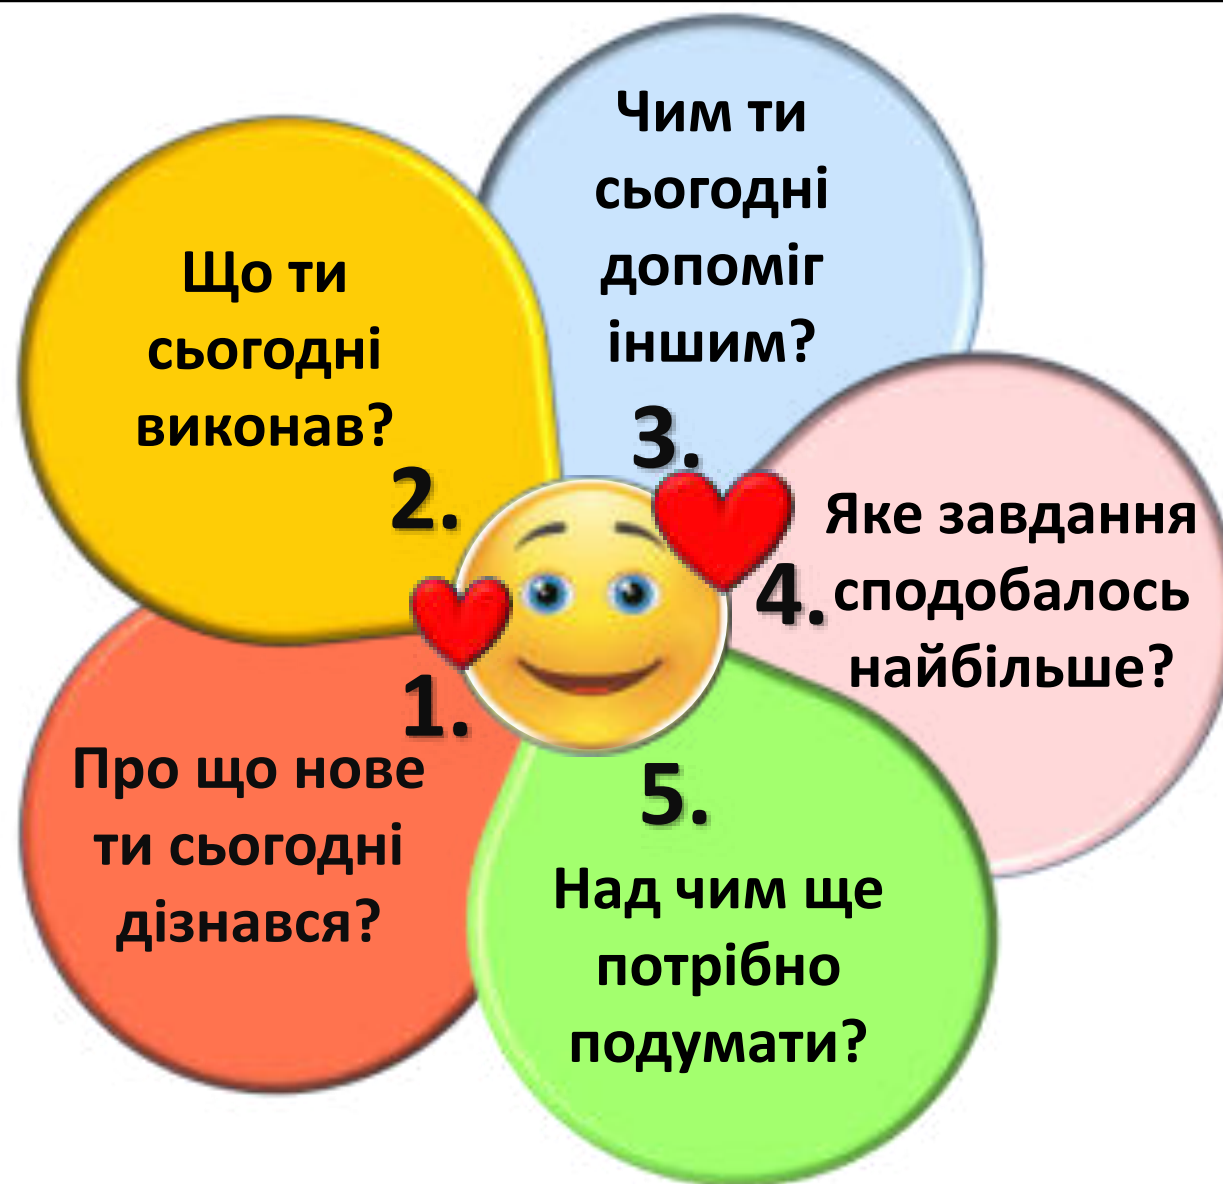 1.
Про що нове
ти сьогодні
дізнався?
2.
Що ти
сьогодні
виконав?
3.
Чим ти
сьогодні
допоміг
іншим?
4.
Яке завдання
сподобалось
найбільше?
5.
Над чим ще
потрібно
подумати?